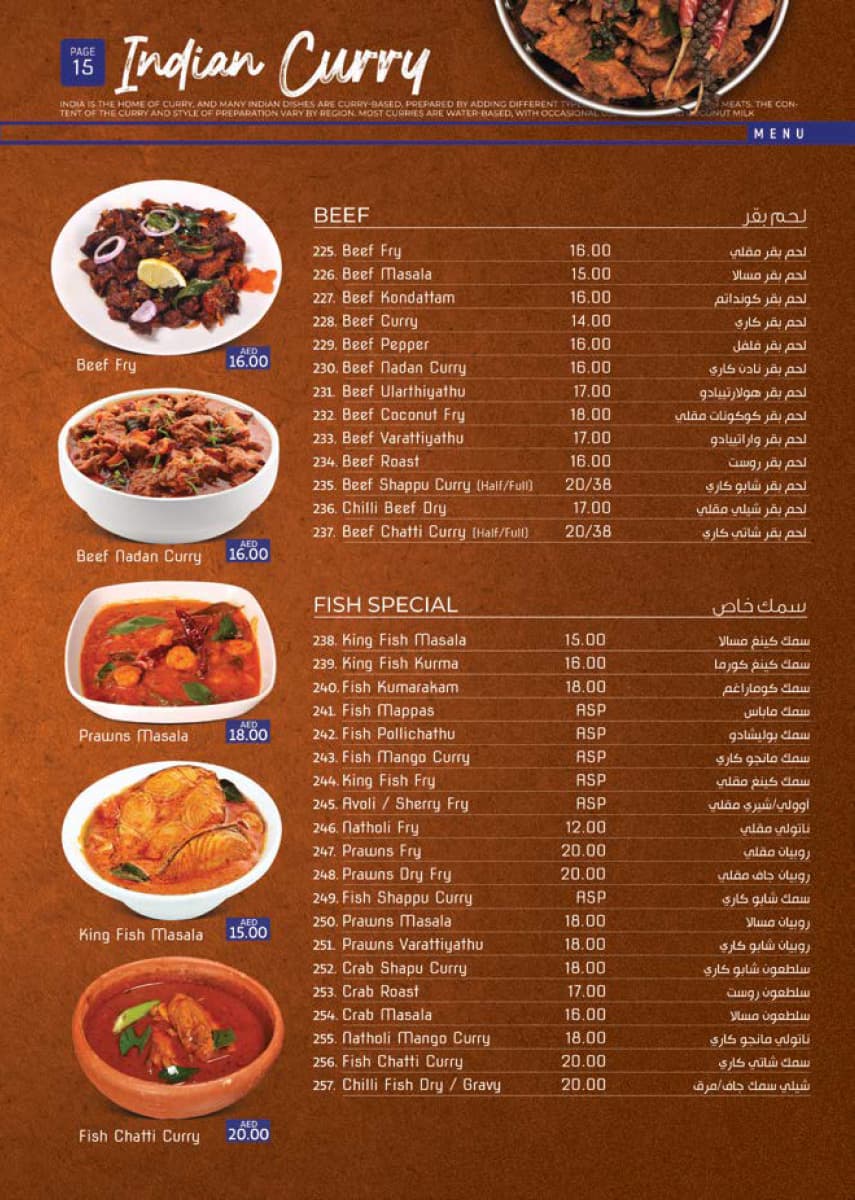 PAGE
15
Indian Curry
INDIA IS THE HOME OF CURRY, AND MANY INDIAN DISHES ARE CURRY-BASED, PREPARED BY ADDING DIFFERENT MEATS. THE CON-
TENT OF THE CURRY AND STYLE OF PREPARATION VARY BY REGION. MOST CURRIES ARE WATER-BASED, WITH OCCASIONAL COCONUT MILK
MENU
BEEF لحم بقر
225. Beef Fry 16.00 لحم بقر مقلي
226. Beef Masala 15.00 لحم بقر مسالا
227. Beef Kondattam 16.00 لحم بقر كونداتم
228. Beef Curry 14.00 لحم بقر كاري
229. Beef Pepper 16.00 لحم بقر فلفل
230. Beef Nadan Curry 16.00 لحم بقر نادن كاري
231. Beef Ularthiyathu 17.00 لحم بقر هولارتييادو
232. Beef Coconut Fry 18.00 لحم بقر كوكونات مقلي
233. Beef Varattiyathu 17.00 لحم بقر واراتييادو
234. Beef Roast 16.00 لحم بقر روست
235. Beef Shappu Curry (Half/Full) 20/38 لحم بقر شابو كاري
236. Chilli Beef Dry 17.00 لحم بقر شيلي مقلي
237. Beef Chatti Curry (Half/Full) 20/38 لحم بقر شاتي كاري
FISH SPECIAL سمك خاص
238. King Fish Masala 15.00 سمك كينغ مسالا
239. King Fish Kurma 16.00 سمك كينغ كورما
240. Fish Kumarakam 18.00 سمك كوماراغم
241. Fish Mappas ASP سمك ماباس
242. Fish Pollichathu ASP سمك بوليشادو
243. Fish Mango Curry ASP سمك مانجو كاري
244. King Fish Fry ASP سمك كينغ مقلي
245. Avoli / Sherry Fry ASP آوولي/شيري مقلي
246. Natholi Fry 12.00 ناتولي مقلي
247. Prawns Fry 20.00 روبيان مقلي
248. Prawns Dry Fry 20.00 روبيان جاف مقلي
249. Fish Shappu Curry ASP سمك شابو كاري
250. Prawns Masala 18.00 روبيان مسالا
251. Prawns Varattiyathu 18.00 روبيان شابو كاري
252. Crab Shapu Curry 18.00 سلطعون شابو كاري
253. Crab Roast 17.00 سلطعون روست
254. Crab Masala 16.00 سلطعون مسالا
255. Natholi Mango Curry 18.00 ناتولي مانجو كاري
256. Fish Chatti Curry 20.00 سمك شاتي كاري
257. Chilli Fish Dry / Gravy 20.00 شيلي سمك جاف/مرق
Beef Fry
AED
16.00
Beef Nadan Curry
AED
16.00
Prawns Masala
AED
18.00
King Fish Masala
AED
15.00
Fish Chatti Curry
AED
20.00